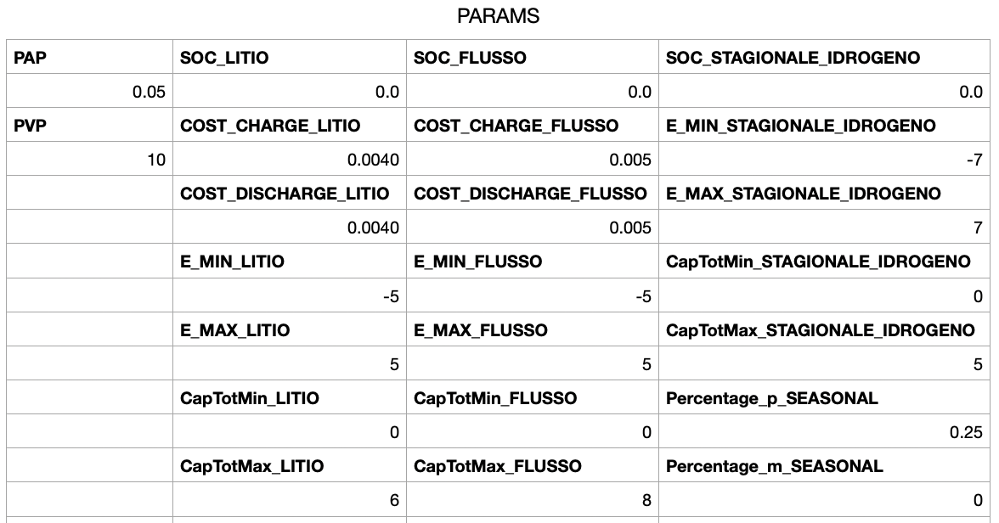 PARAMS
PAP SOC_LITIO SOC_FLUSSO SOC_STAGIONALE_IDROGENO
0.05 0.0 0.0 0.0
PVP COST_CHARGE_LITIO COST_CHARGE_FLUSSO E_MIN_STAGIONALE_IDROGENO
10 0.0040 0.005 -7
COST_DISCHARGE_LITIO COST_DISCHARGE_FLUSSO E_MAX_STAGIONALE_IDROGENO
0.0040 0.005 7
E_MIN_LITIO E_MIN_FLUSSO CapTotMin_STAGIONALE_IDROGENO
-5 -5 0
E_MAX_LITIO E_MAX_FLUSSO CapTotMax_STAGIONALE_IDROGENO
5 5 5
CapTotMin_LITIO CapTotMin_FLUSSO Percentage_p_SEASONAL
0 0 0.25
CapTotMax_LITIO CapTotMax_FLUSSO Percentage_m_SEASONAL
6 8 0